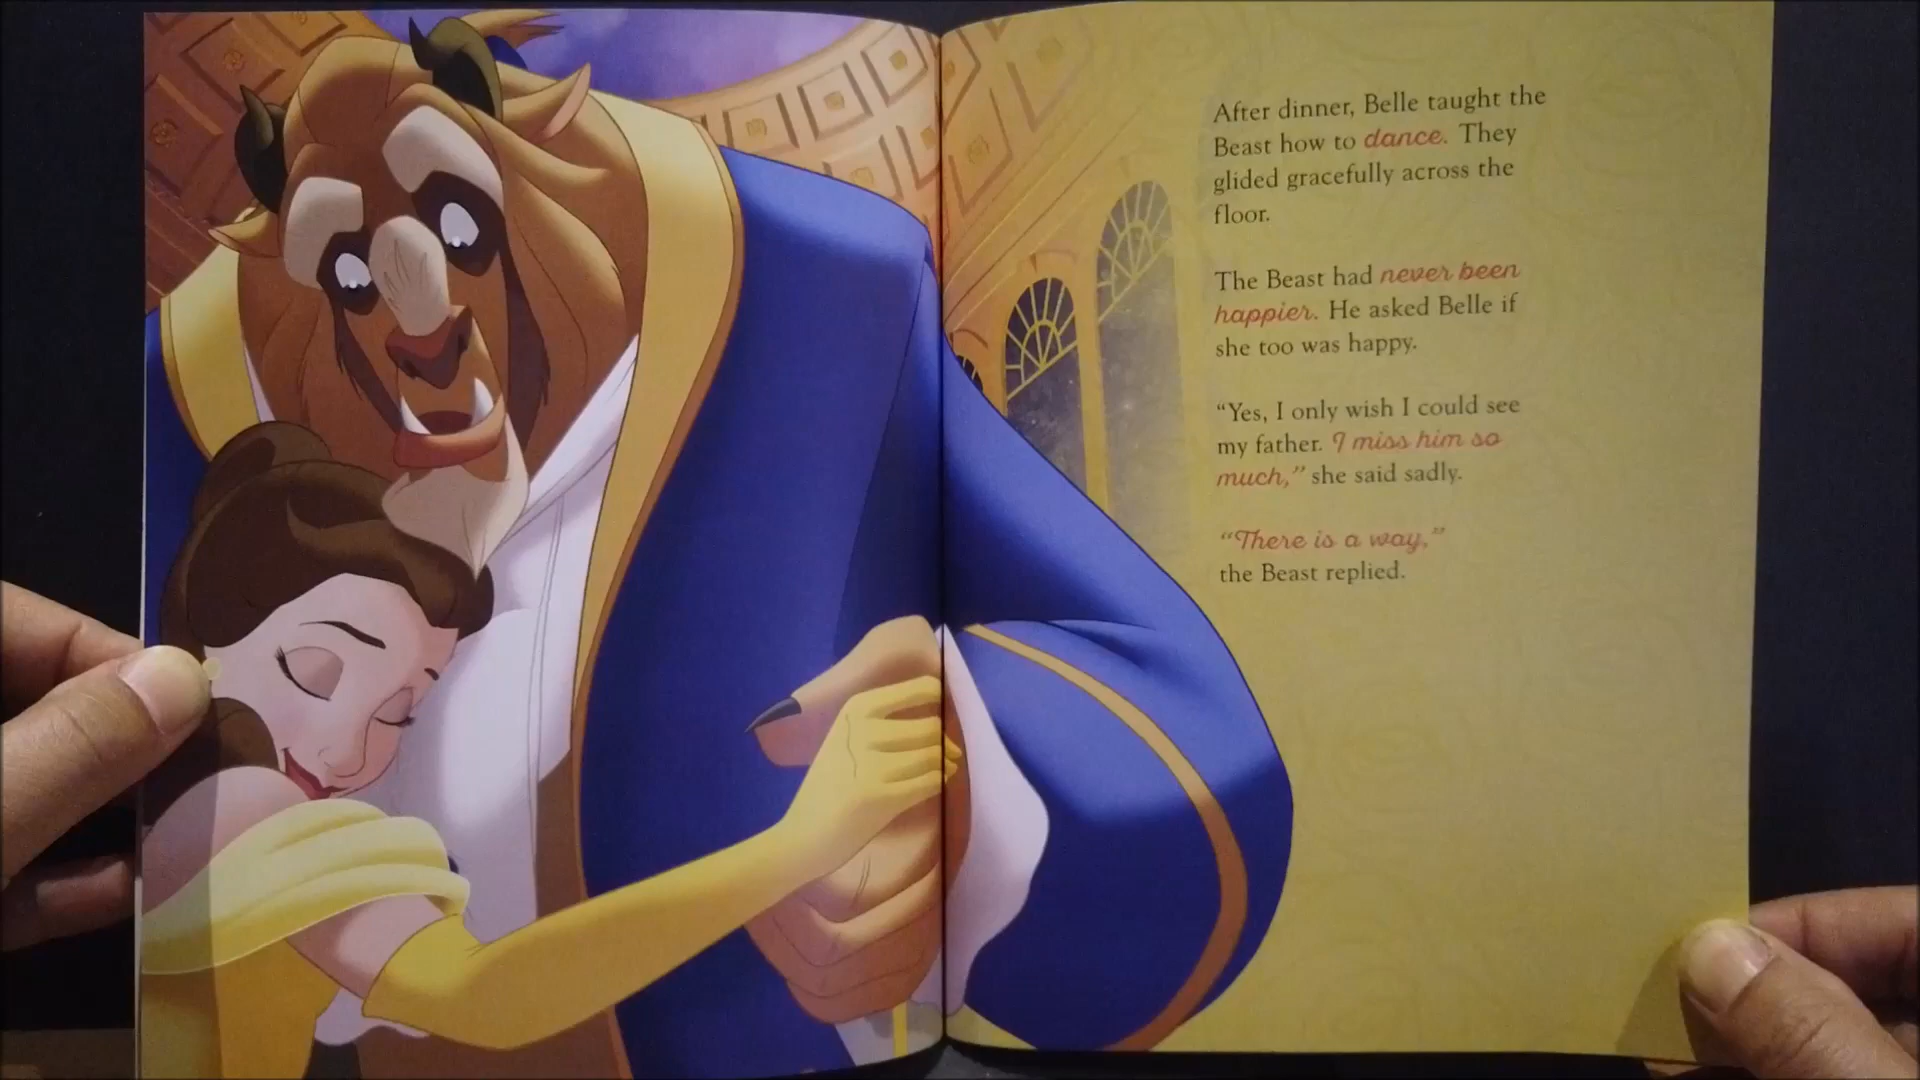 After dinner, Belle taught the
Beast how to dance. They
glided gracefully across the
floor.
The Beast had never been
happier. He asked Belle if
she too was happy.
“Yes, I only wish I could see
my father. I miss him so
much,” she said sadly.
“There is a way,”
the Beast replied.